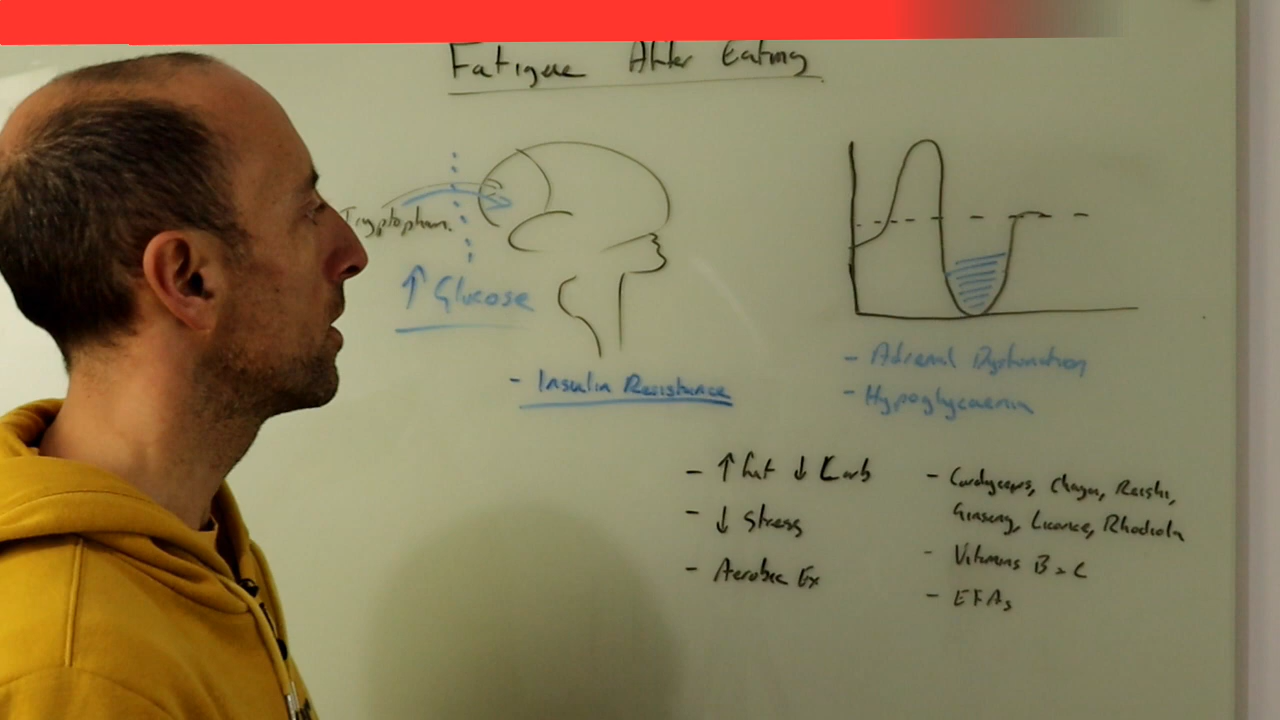 Fatigue After Eating
Tryptophan
↑ Glucose
- Insulin Resistance
- Adrenal Dysfunction
- Hypoglycaemia
- ↑ Fat ↓ Carb
- ↓ Stress
- Aerobic Ex
- Cordyceps, Chaga, Reishi,
Ginseng, Licorice, Rhodiola
- Vitamins B + C
- EFAs